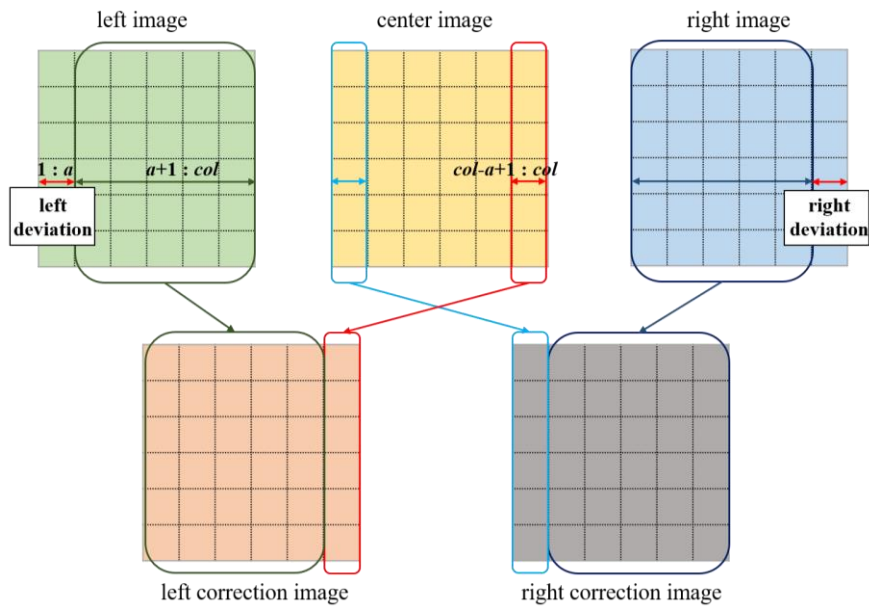 left image
center image
right image
1 : a
a+1 : col
col-a+1 : col
left
deviation
right
deviation
left correction image
right correction image